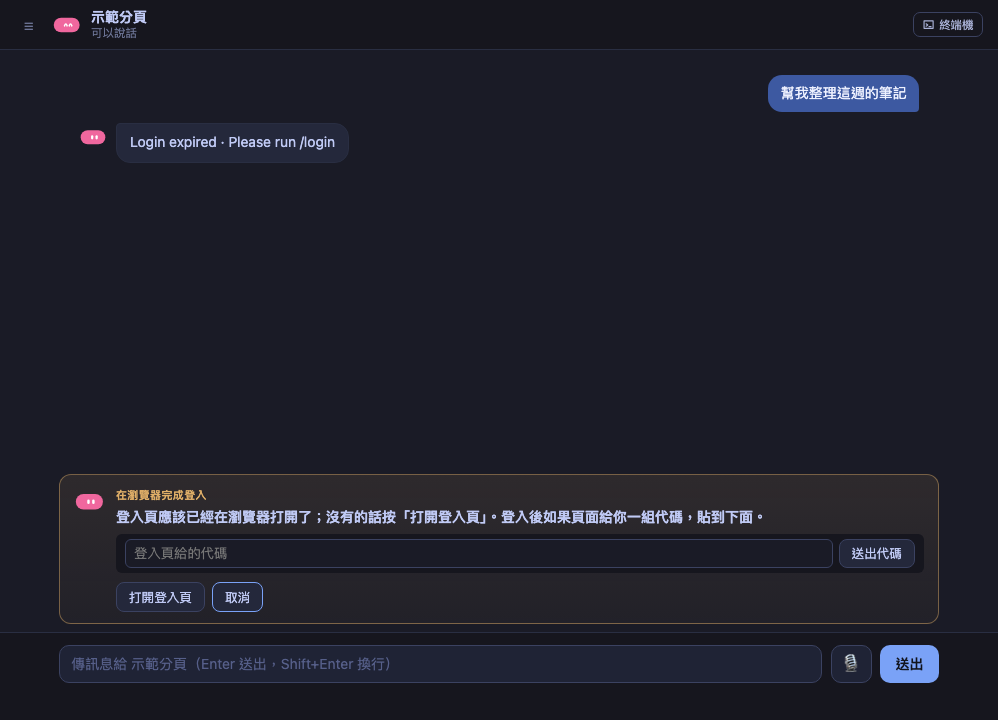 示範分頁
可以說話
終端機
幫我整理這週的筆記
Login expired · Please run /login
在瀏覽器完成登入
登入頁應該已經在瀏覽器打開了；沒有的話按「打開登入頁」。登入後如果頁面給你一組代碼，貼到下面。
登入頁給的代碼
送出代碼
打開登入頁
取消
傳訊息給 示範分頁（Enter 送出，Shift+Enter 換行）
送出